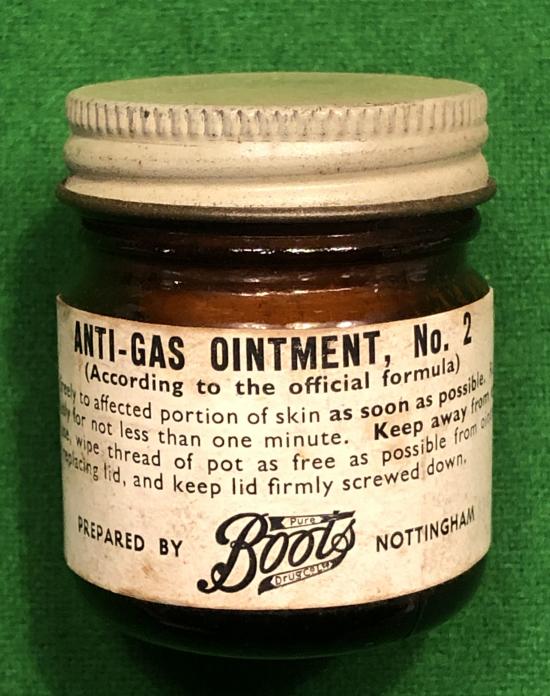 ANTI-GAS OINTMENT, No. 2
(According to the official formula)
to affected portion of skin as soon as possible.
for not less than one minute. Keep away from
wipe thread of pot as free as possible from
replacing lid, and keep lid firmly screwed down.
PREPARED BY Boots NOTTINGHAM
Pure
Drug Co Ltd